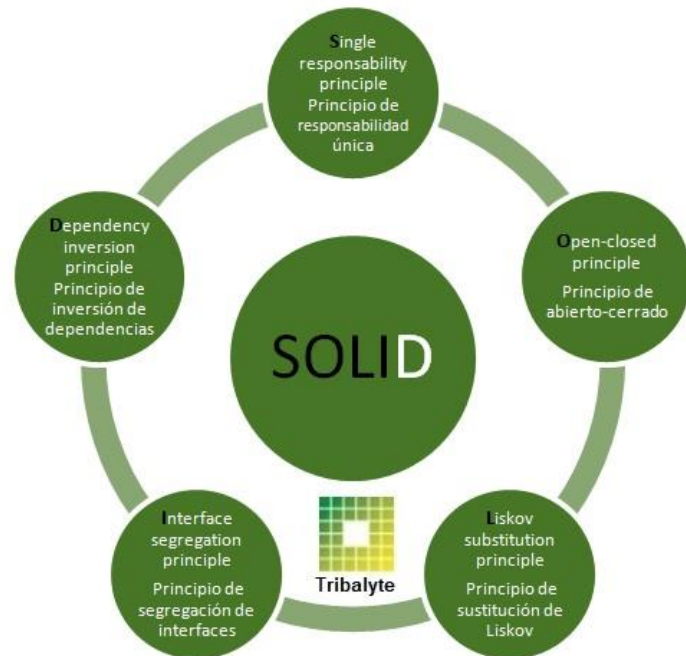 Single
responsability
principle
Principio de
responsabilidad
única
Dependency
inversion
principle
Principio de
inversión de
dependencias
Open-closed
principle
Principio de
abierto-cerrado
SOLID
Interface
segregation
principle
Principio de
segregación de
interfaces
Tribalyte
Liskov
substitution
principle
Principio de
sustitución de
Liskov